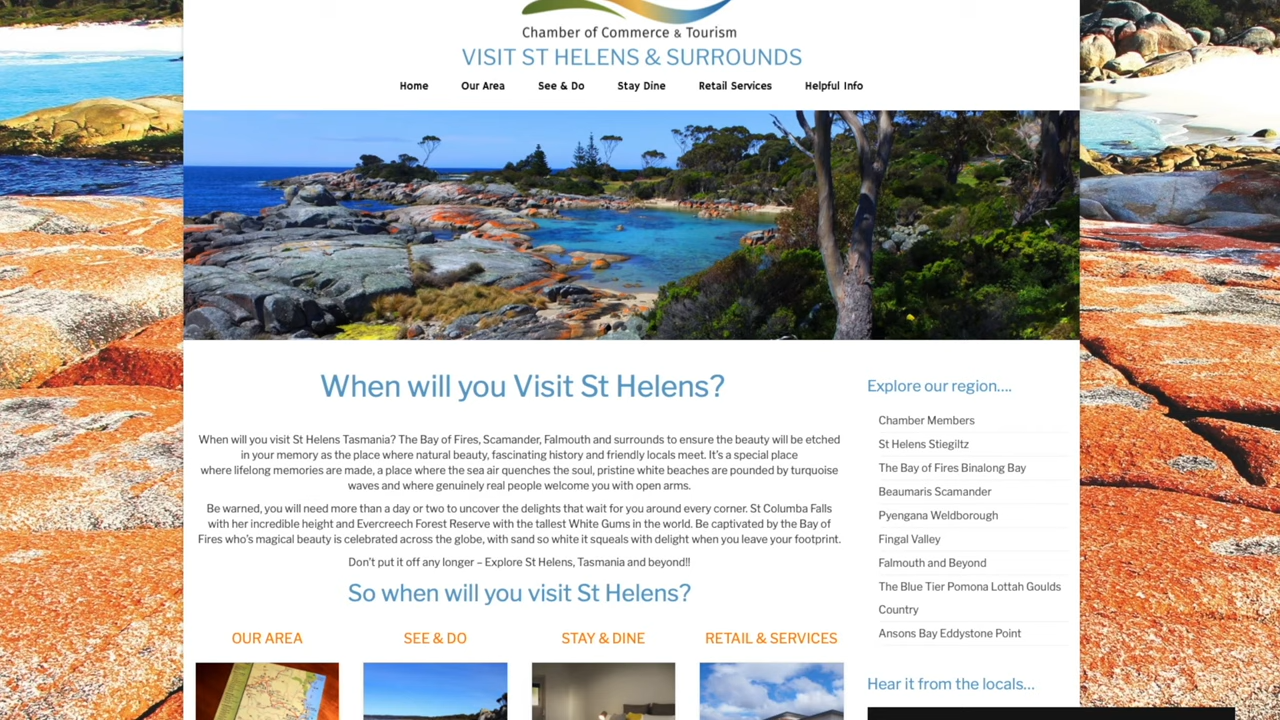 Chamber of Commerce & Tourism
VISIT ST HELENS & SURROUNDS
Home Our Area See & Do Stay Dine Retail Services Helpful Info
When will you Visit St Helens?
When will you visit St Helens Tasmania? The Bay of Fires, Scamander, Falmouth and surrounds to ensure the beauty will be etched
in your memory as the place where natural beauty, fascinating history and friendly locals meet. It's a special place
where lifelong memories are made, a place where the sea air quenches the soul, pristine white beaches are pounded by turquoise
waves and where genuinely real people welcome you with open arms.
Be warned, you will need more than a day or two to uncover the delights that wait for you around every corner. St Columba Falls
with her incredible height and Evercreech Forest Reserve with the tallest White Gums in the world. Be captivated by the Bay of
Fires who's magical beauty is celebrated across the globe, with sand so white it squeals with delight when you leave your footprint.
Don't put it off any longer – Explore St Helens, Tasmania and beyond!!
So when will you visit St Helens?
OUR AREA SEE & DO STAY & DINE RETAIL & SERVICES
Explore our region....
Chamber Members
St Helens Stiegiltz
The Bay of Fires Binalong Bay
Beaumaris Scamander
Pyengana Weldborough
Fingal Valley
Falmouth and Beyond
The Blue Tier Pomona Lottah Goulds
Country
Ansons Bay Eddystone Point
Hear it from the locals...